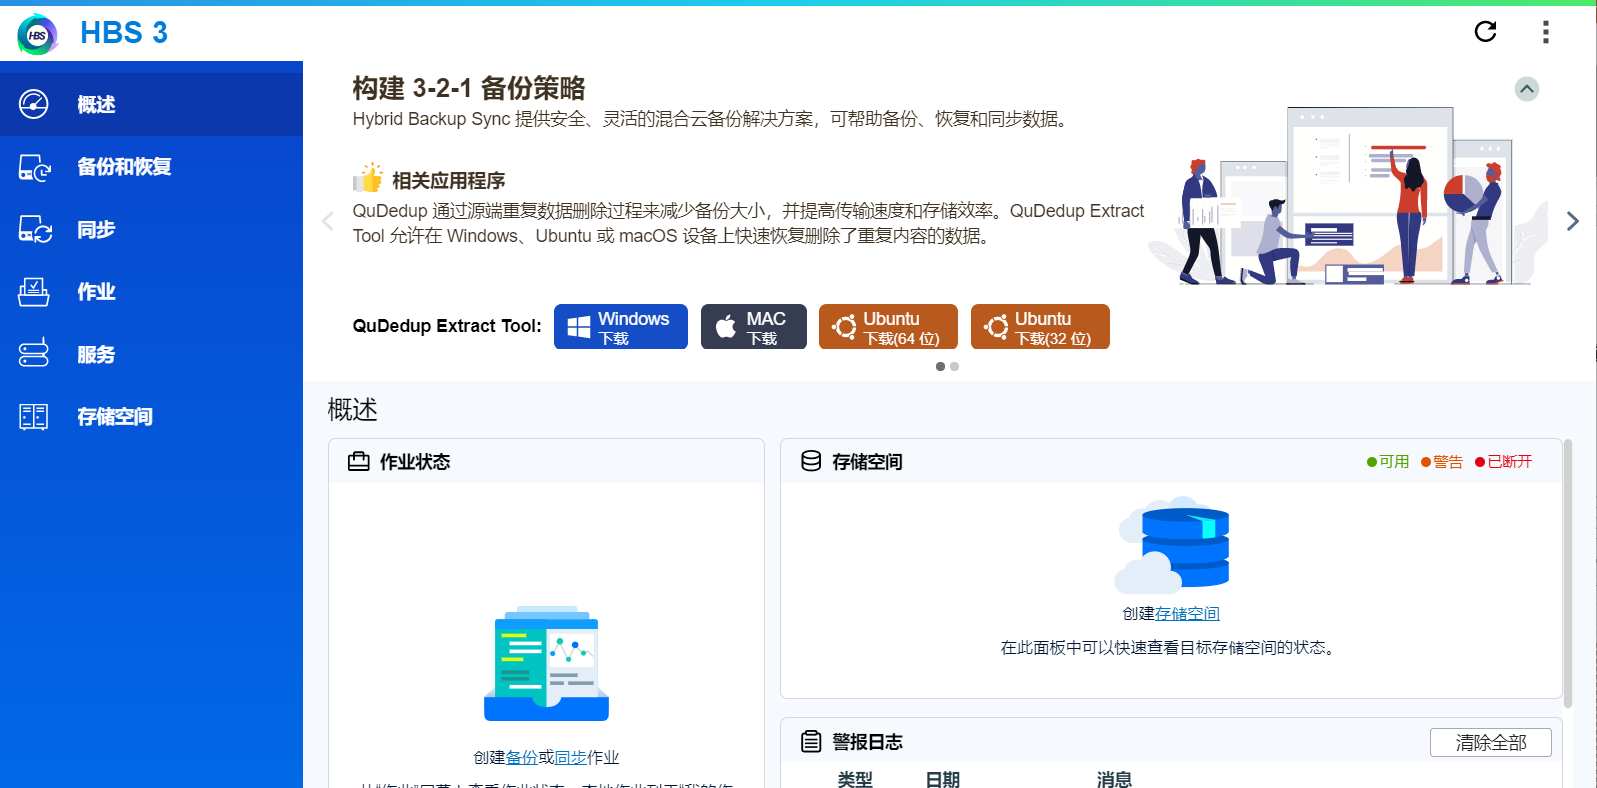 HBS
HBS 3
概述
备份和恢复
同步
作业
服务
存储空间
构建 3-2-1 备份策略
Hybrid Backup Sync 提供安全、灵活的混合云备份解决方案，可帮助备份、恢复和同步数据。
相关应用程序
QuDedup 通过源端重复数据删除过程来减少备份大小，并提高传输速度和存储效率。QuDedup Extract
Tool 允许在 Windows、Ubuntu 或 macOS 设备上快速恢复删除了重复内容的数据。
QuDedup Extract Tool:
Windows
下载
MAC
下载
Ubuntu
下载(64 位)
Ubuntu
下载(32 位)
概述
作业状态
创建备份或同步作业
存储空间
可用 警告 已断开
创建存储空间
在此面板中可以快速查看目标存储空间的状态。
警报日志
清除全部
类型 日期 消息